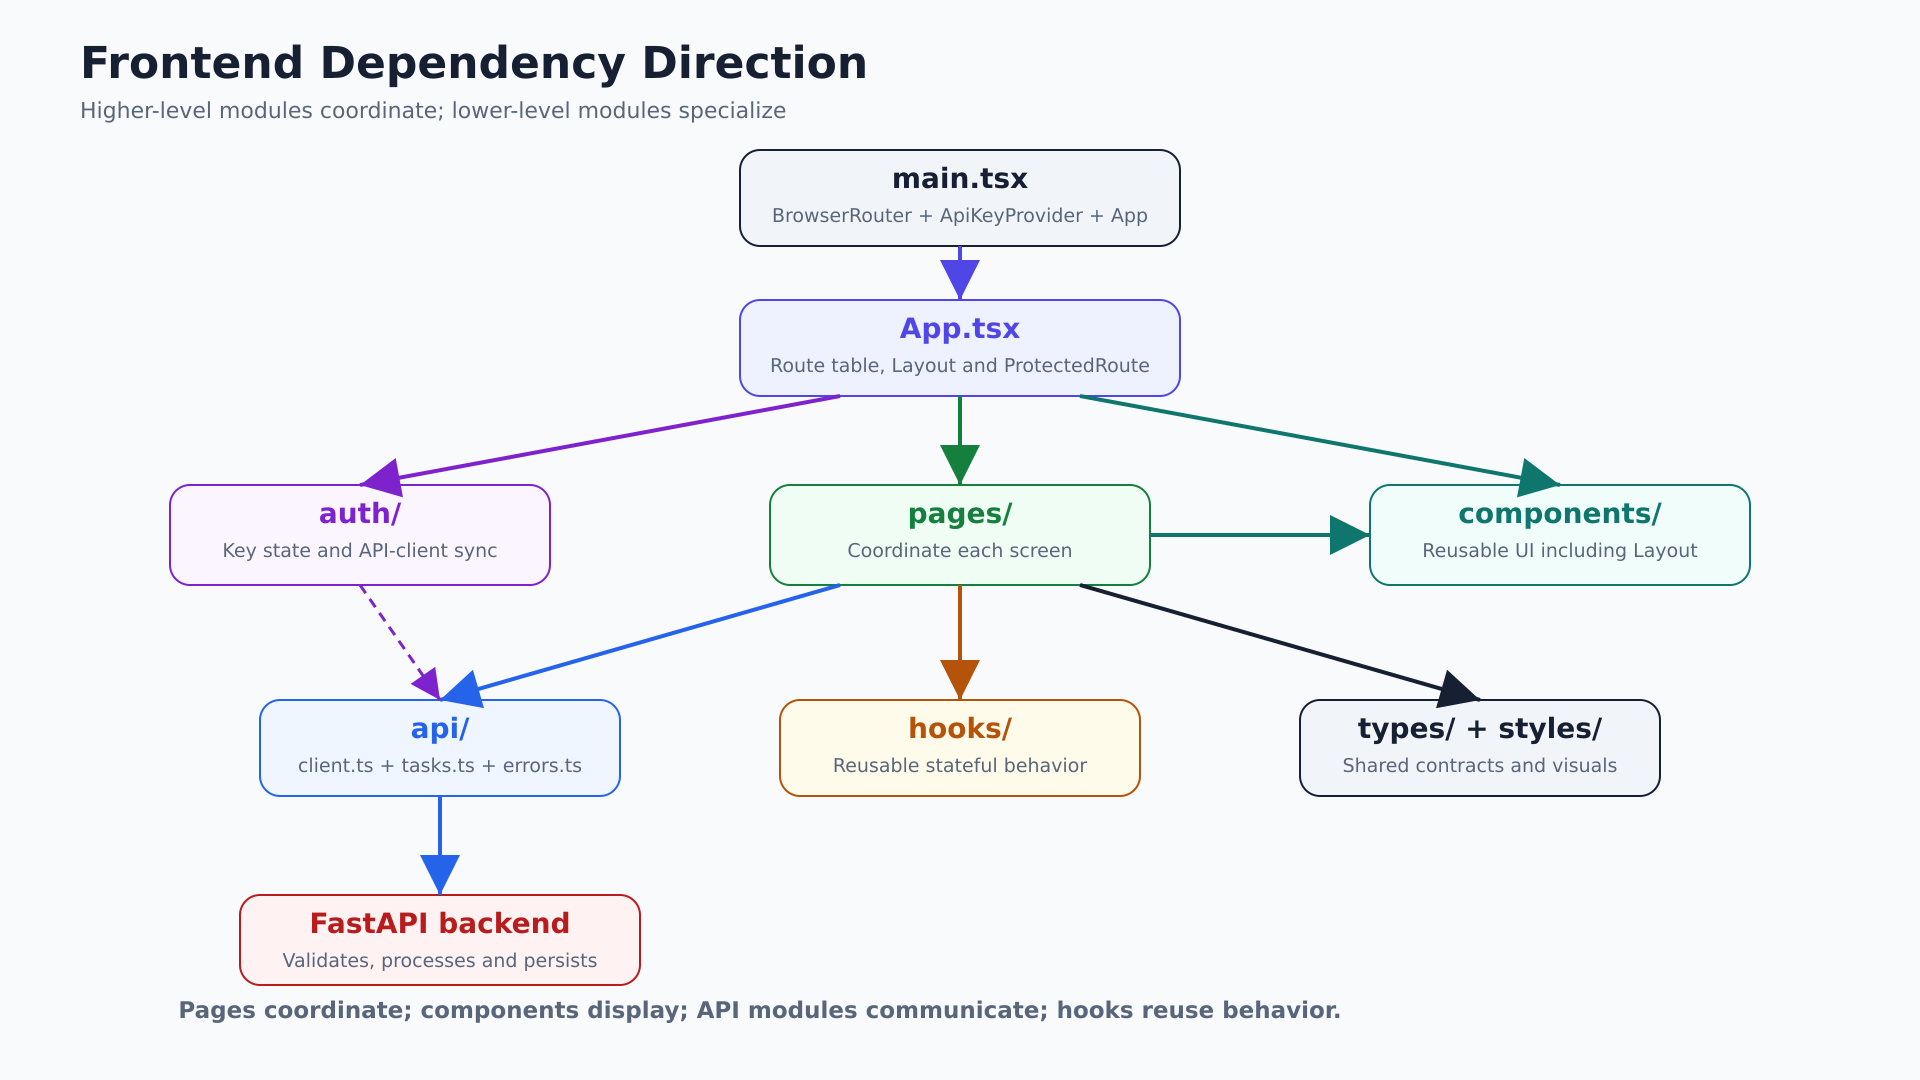 Frontend Dependency Direction
Higher-level modules coordinate; lower-level modules specialize
main.tsx
BrowserRouter + ApiKeyProvider + App
App.tsx
Route table, Layout and ProtectedRoute
auth/
Key state and API-client sync
pages/
Coordinate each screen
components/
Reusable UI including Layout
api/
client.ts + tasks.ts + errors.ts
hooks/
Reusable stateful behavior
types/ + styles/
Shared contracts and visuals
FastAPI backend
Validates, processes and persists
Pages coordinate; components display; API modules communicate; hooks reuse behavior.